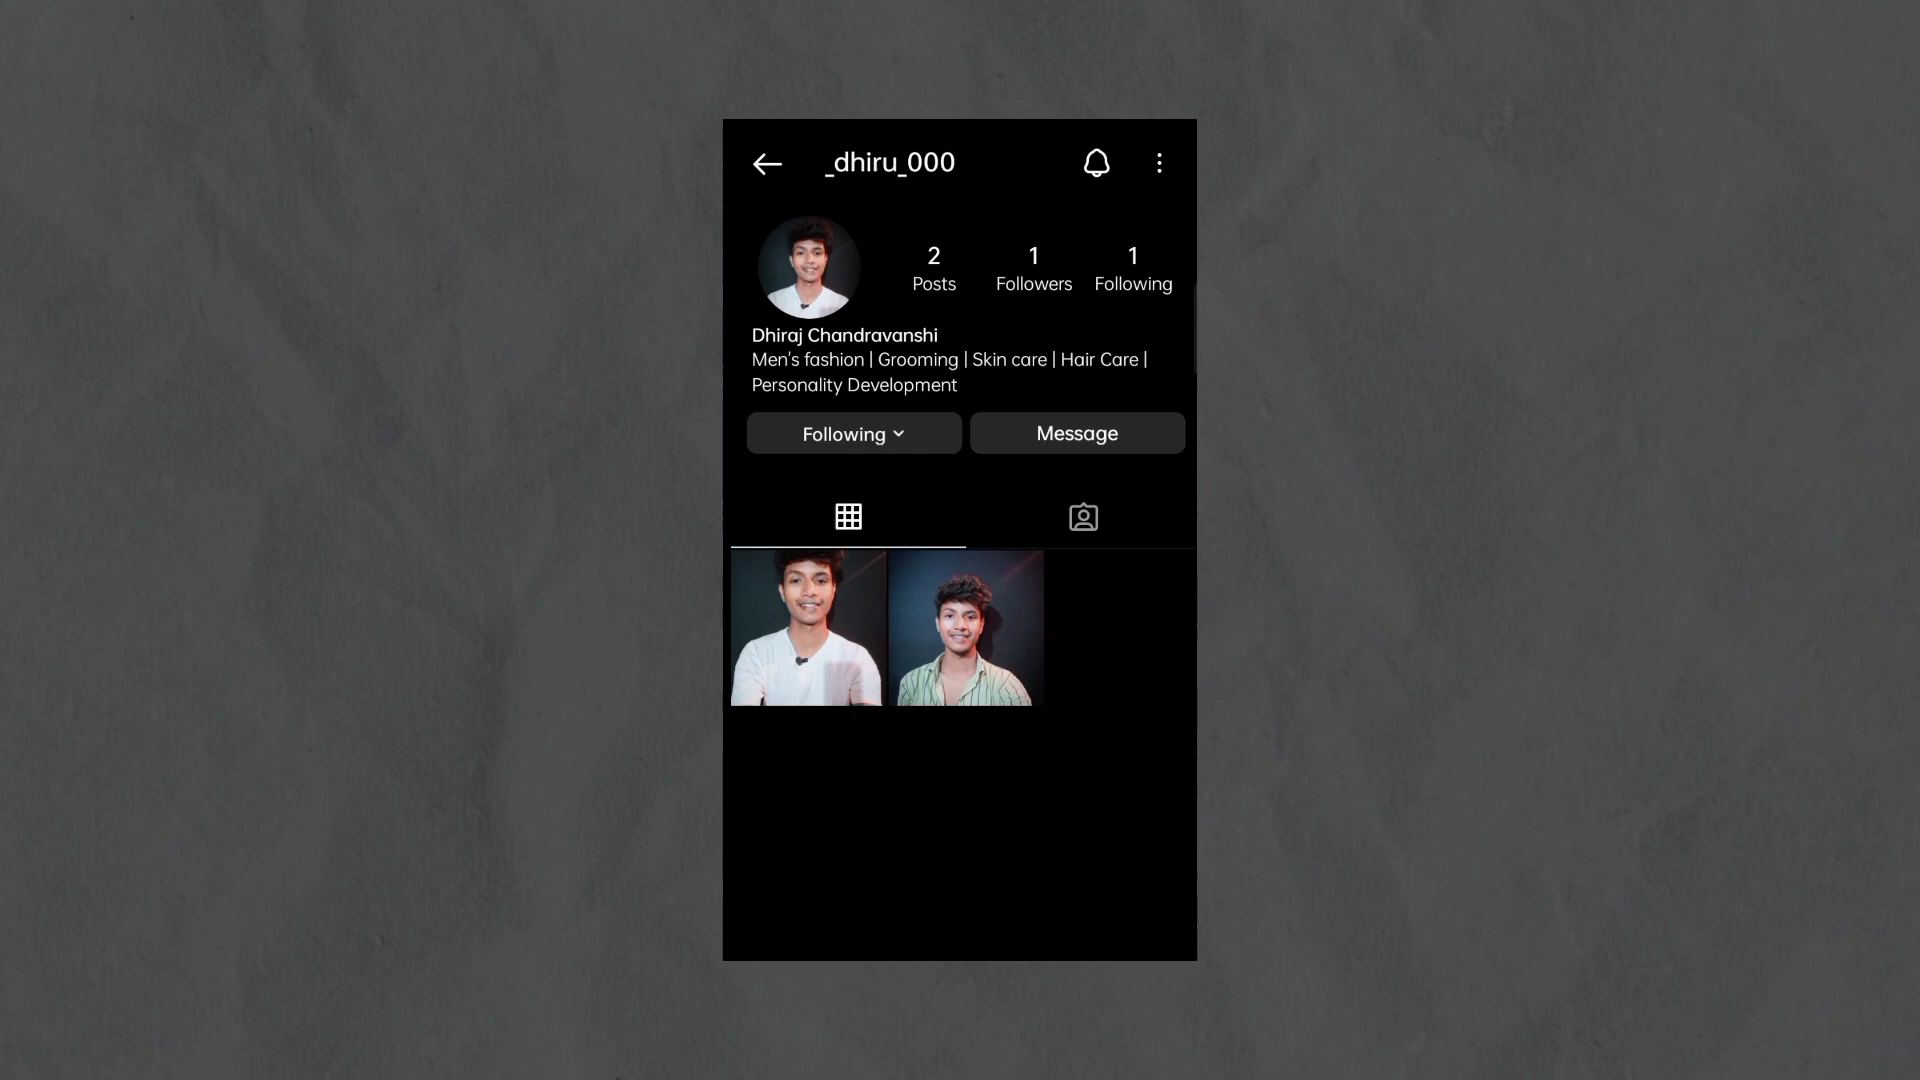 _dhiru_000
2 1 1
Posts Followers Following
Dhiraj Chandravanshi
Men's fashion | Grooming | Skin care | Hair Care |
Personality Development
Following Message